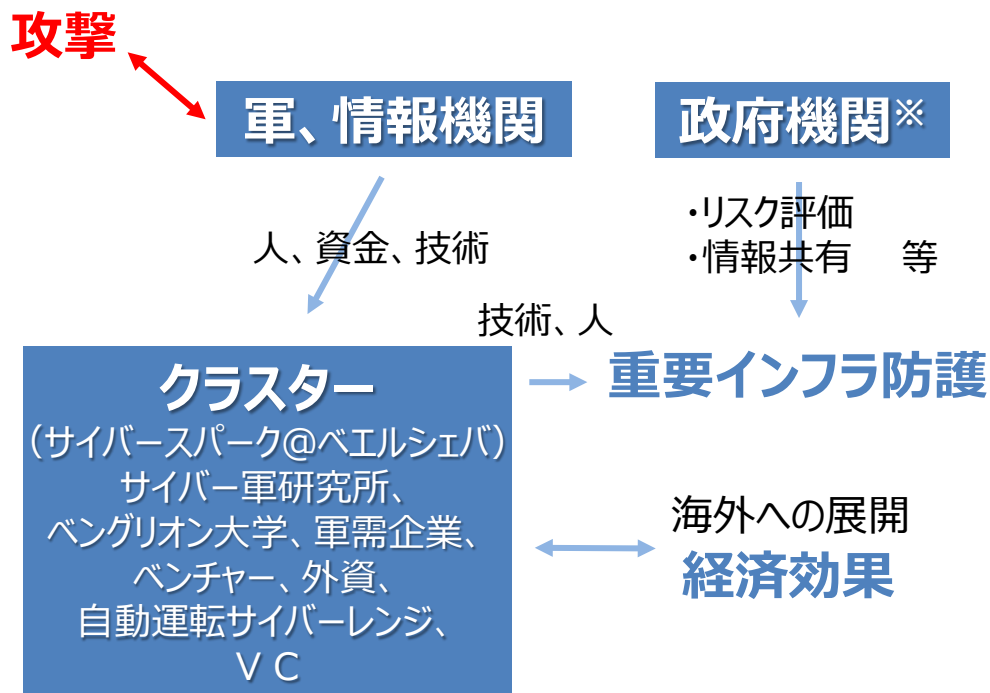 攻撃
軍、情報機関
政府機関※
人、資金、技術
・リスク評価
・情報共有　等
技術、人
クラスター
（サイバースパーク@ベエルシェバ）
サイバー軍研究所、
ベングリオン大学、軍需企業、
ベンチャー、外資、
自動運転サイバーレンジ、
ＶＣ
重要インフラ防護
海外への展開
経済効果